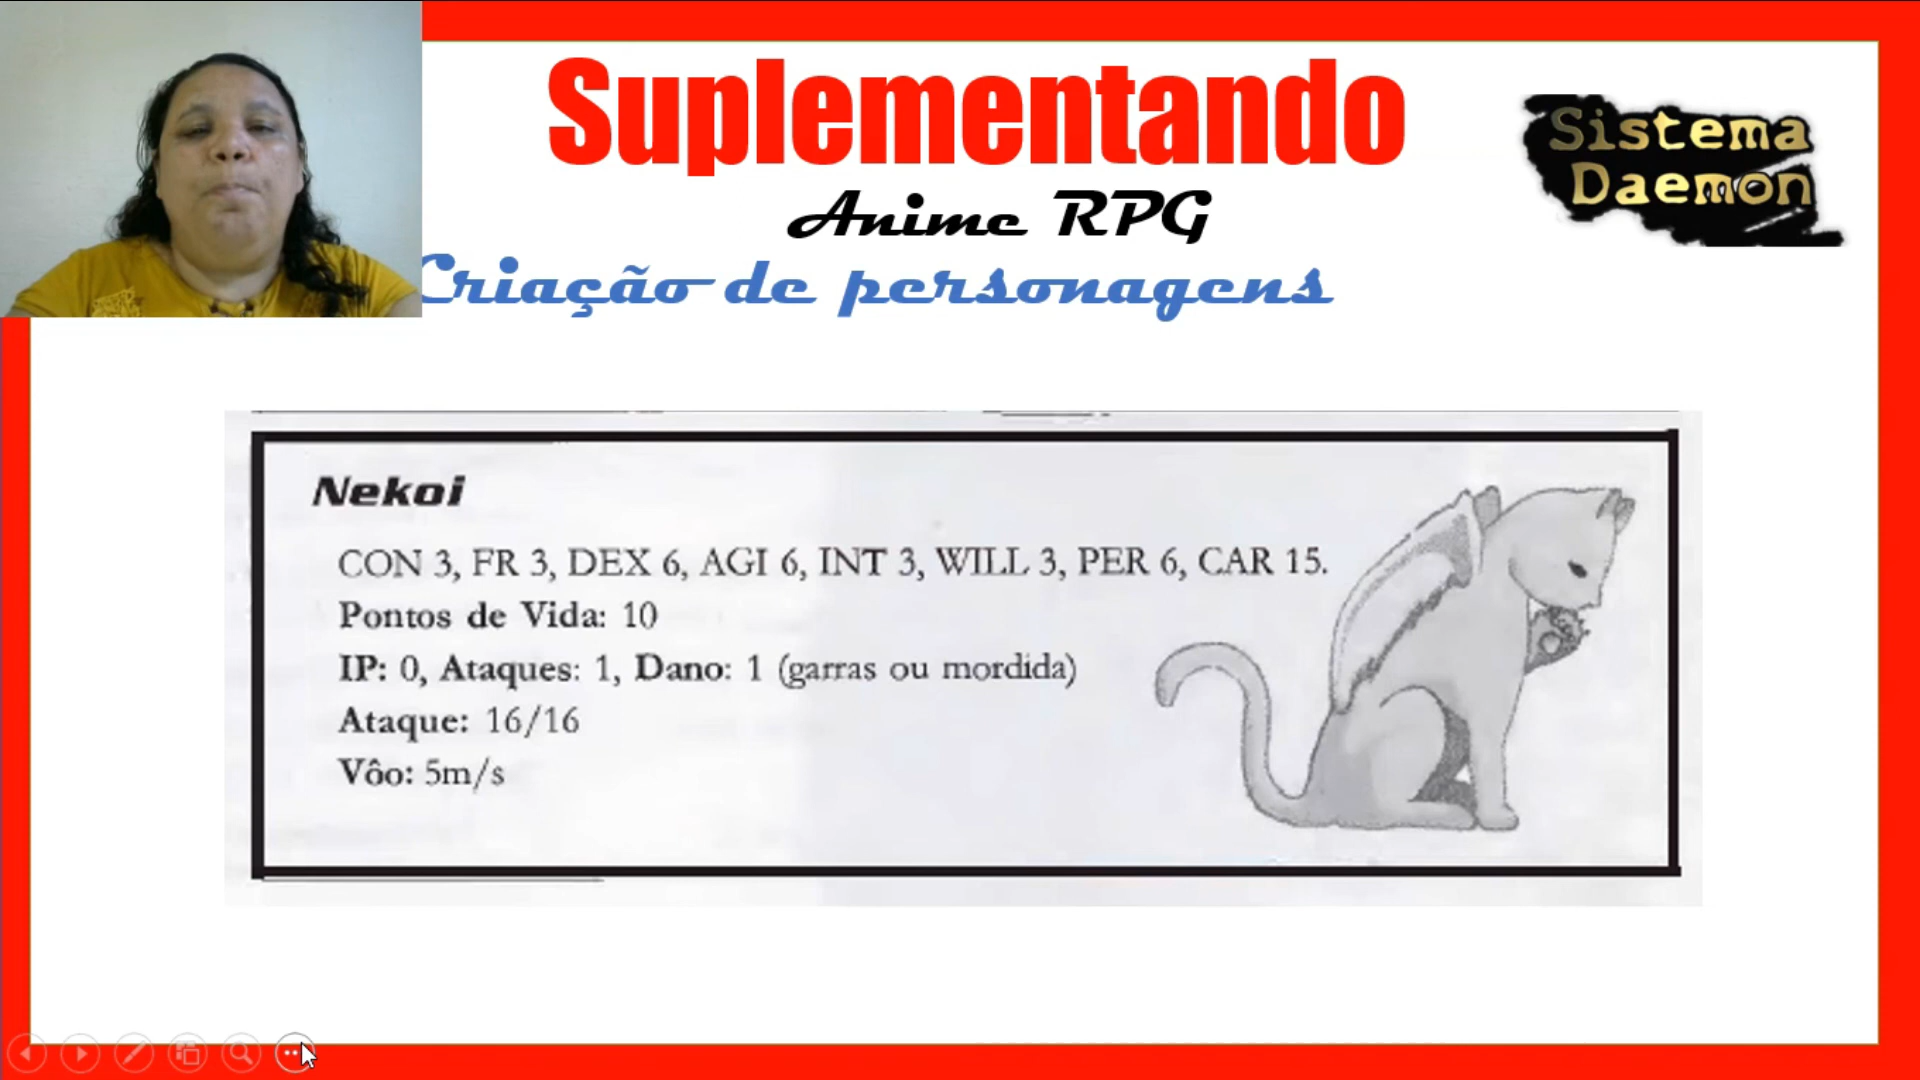 Suplementando
Anime RPG
Criação de personagens
Sistema
Daemon
Nekoi
CON 3, FR 3, DEX 6, AGI 6, INT 3, WILL 3, PER 6, CAR 15.
Pontos de Vida: 10
IP: 0, Ataques: 1, Dano: 1 (garras ou mordida)
Ataque: 16/16
Vôo: 5m/s